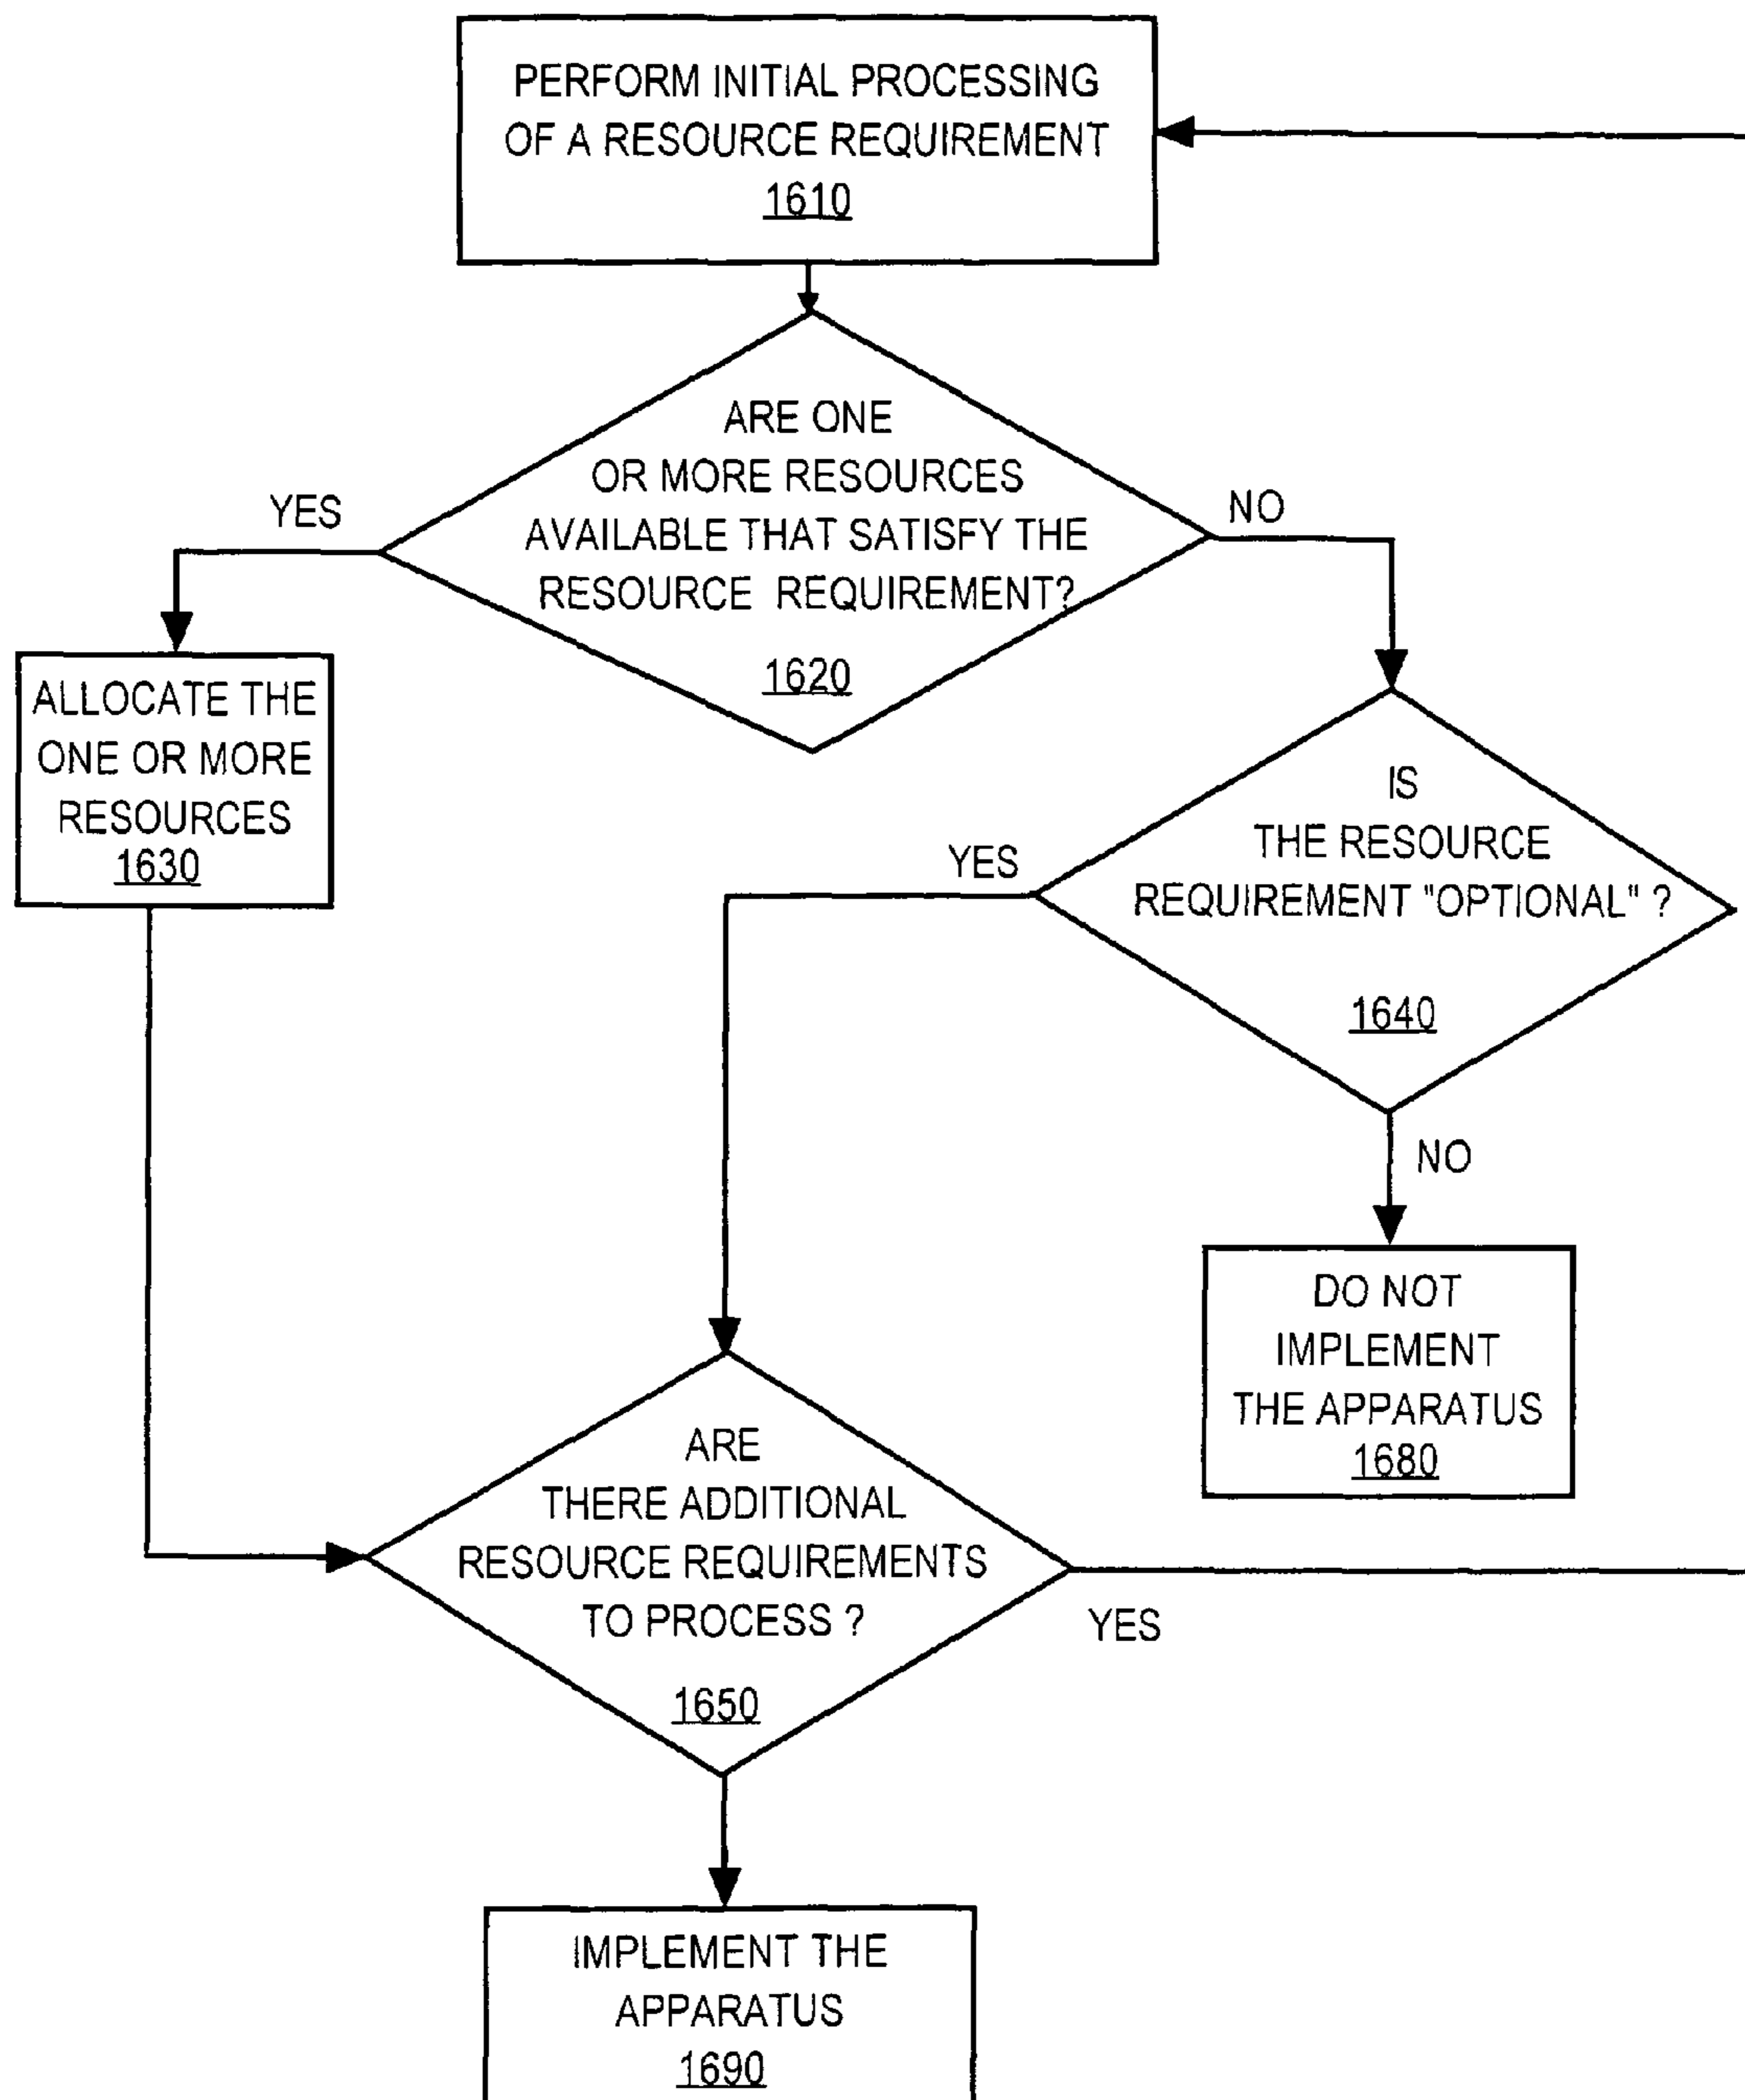 PERFORM INITIAL PROCESSING
OF A RESOURCE REQUIREMENT
1610
ARE ONE
OR MORE RESOURCES
AVAILABLE THAT SATISFY THE
RESOURCE REQUIREMENT?
1620
YES
NO
ALLOCATE THE
ONE OR MORE
RESOURCES
1630
IS
THE RESOURCE
REQUIREMENT "OPTIONAL" ?
1640
YES
NO
DO NOT
IMPLEMENT
THE APPARATUS
1680
ARE
THERE ADDITIONAL
RESOURCE REQUIREMENTS
TO PROCESS ?
1650
YES
IMPLEMENT THE
APPARATUS
1690